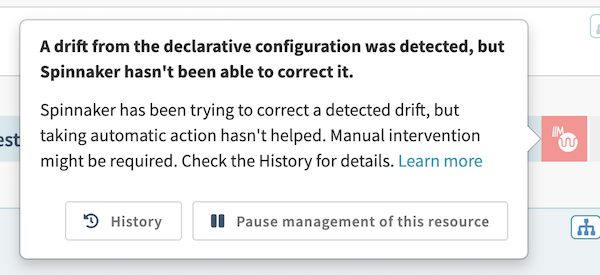 A drift from the declarative configuration was detected, but
Spinnaker hasn't been able to correct it.
Spinnaker has been trying to correct a detected drift, but
taking automatic action hasn't helped. Manual intervention
might be required. Check the History for details. Learn more
est
History
Pause management of this resource